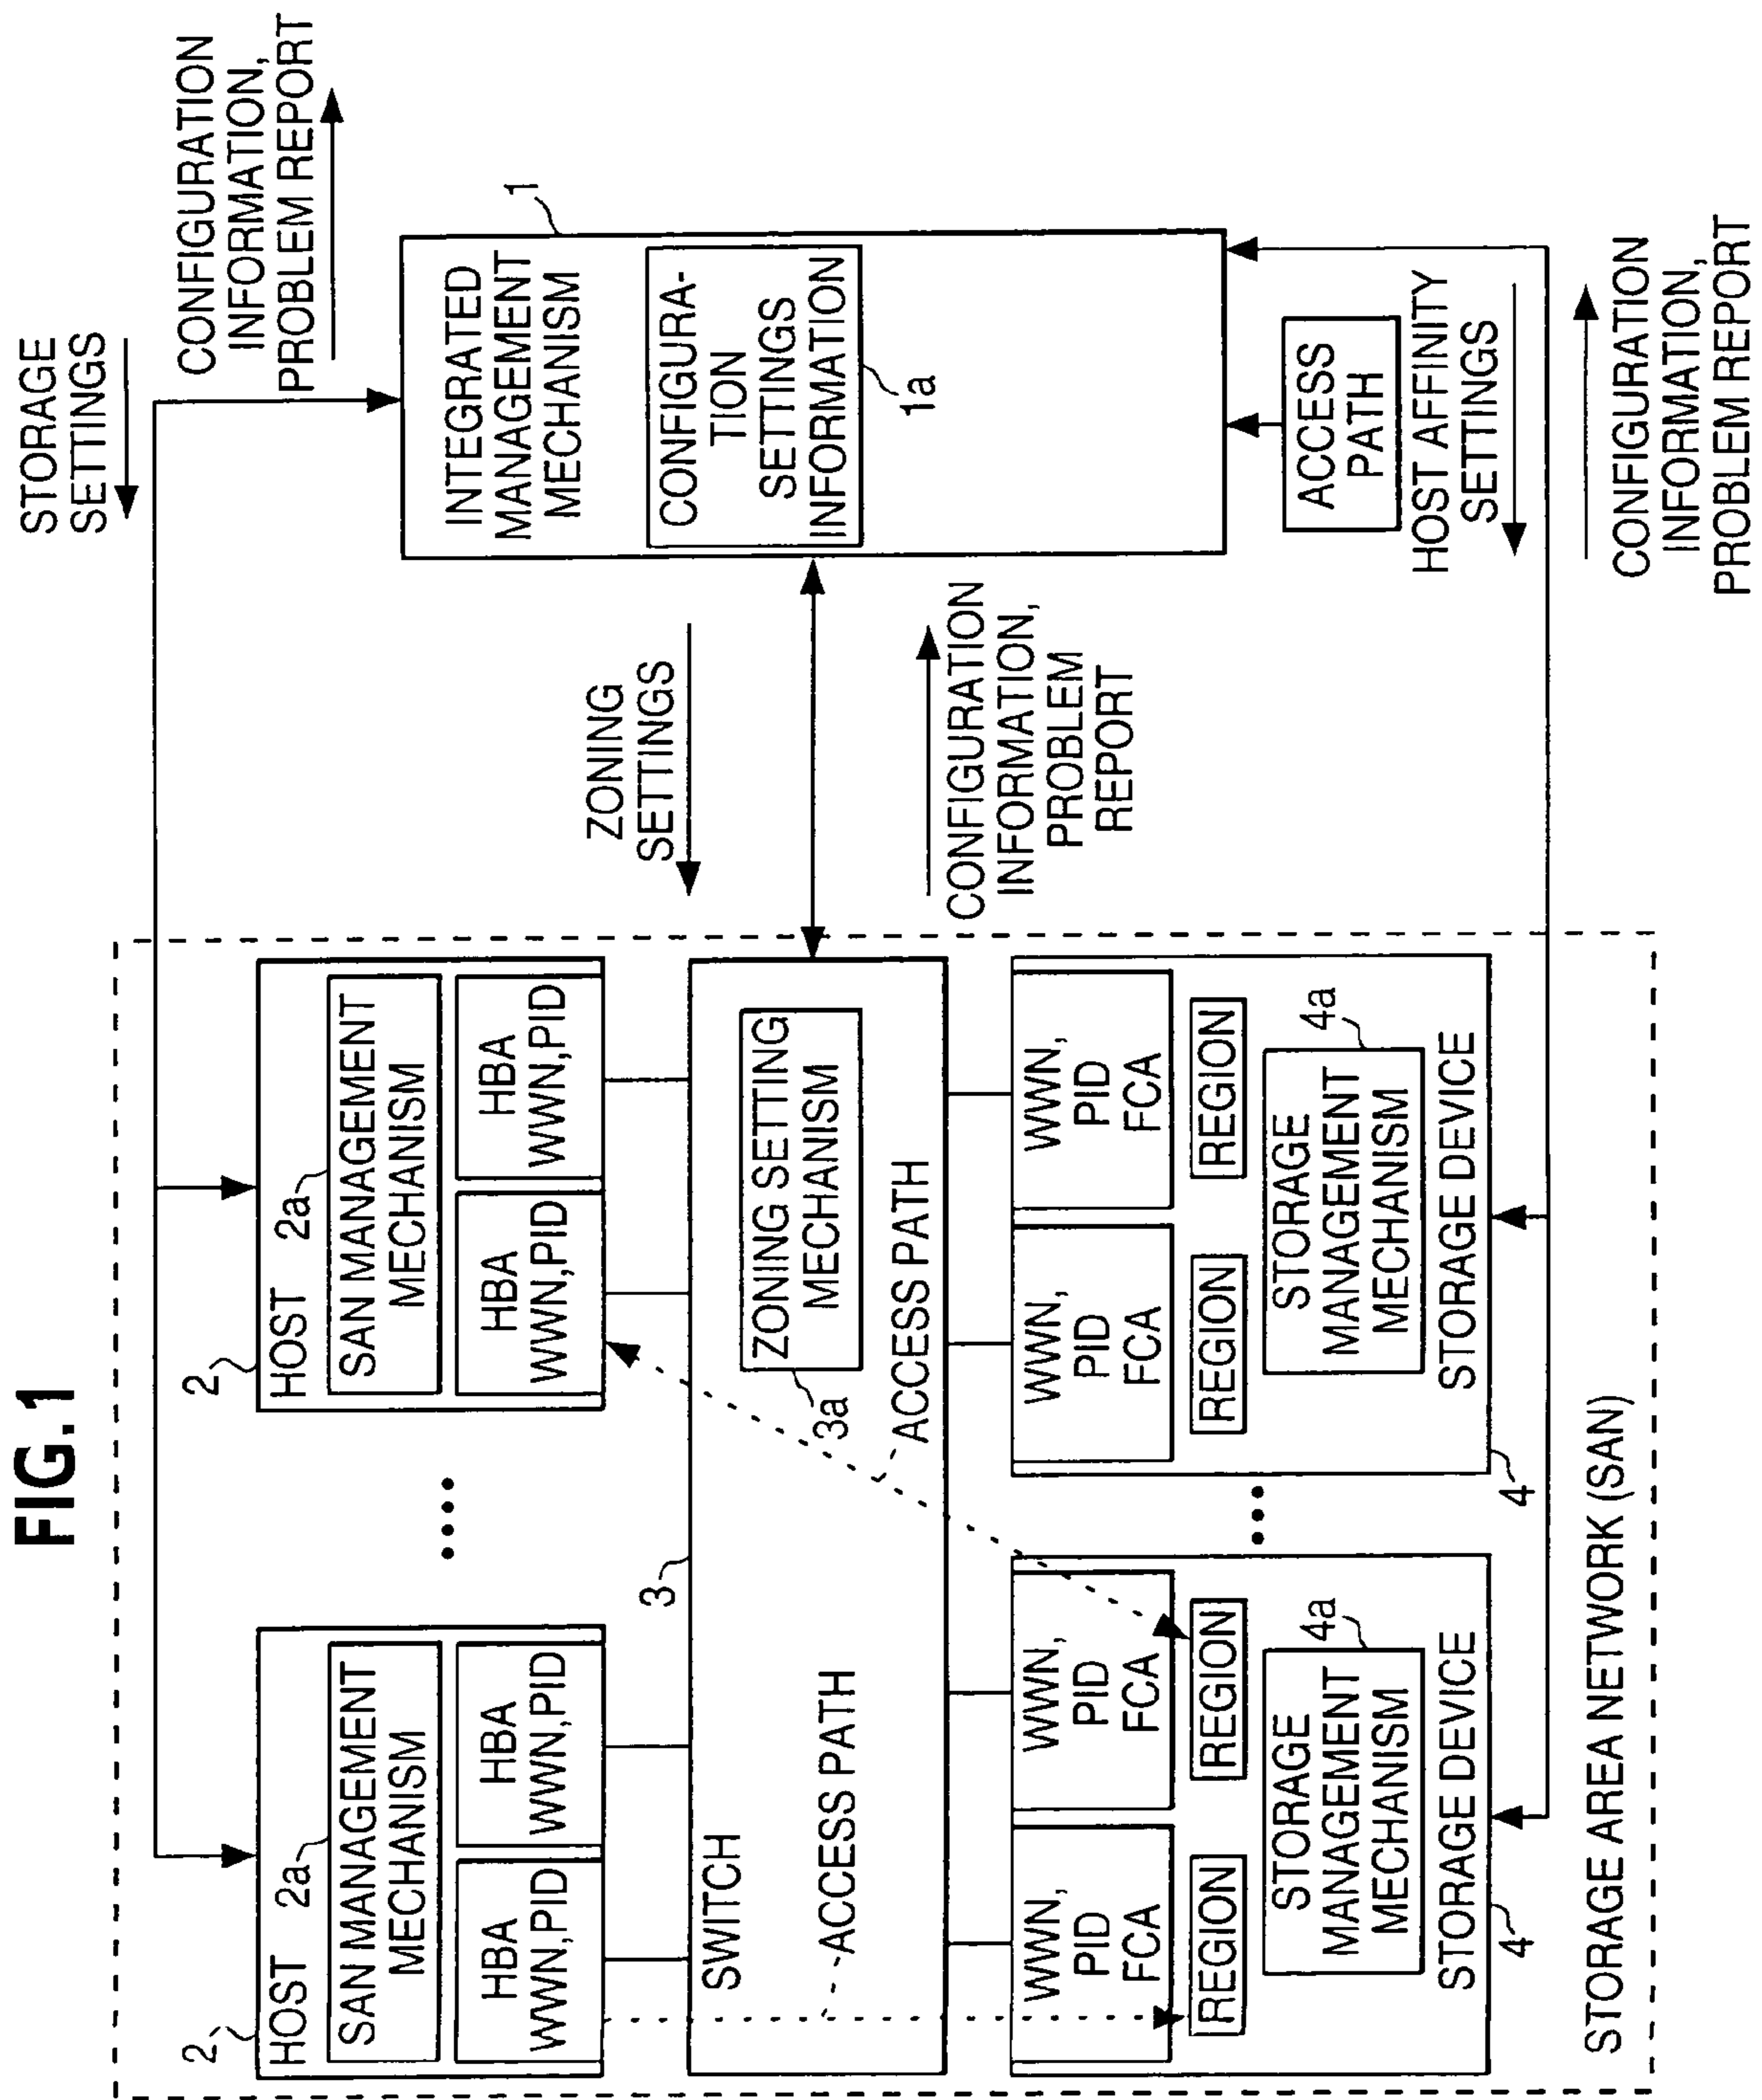 FIG.1
STORAGE
SETTINGS
CONFIGURATION
INFORMATION,
PROBLEM REPORT
2
HOST
2a
SAN MANAGEMENT
MECHANISM
HBA
WWN,PID
HBA
WWN,PID
2
HOST
2a
SAN MANAGEMENT
MECHANISM
HBA
WWN,PID
HBA
WWN,PID
1
INTEGRATED
MANAGEMENT
MECHANISM
CONFIGURA-
TION
SETTINGS
INFORMATION
1a
ZONING
SETTINGS
3
SWITCH
ZONING SETTING
MECHANISM
3a
ACCESS PATH
ACCESS PATH
CONFIGURATION
INFORMATION,
PROBLEM
REPORT
ACCESS
PATH
HOST AFFINITY
SETTINGS
WWN,
PID
FCA
WWN,
PID
FCA
REGION
REGION
STORAGE
MANAGEMENT
MECHANISM
4a
STORAGE DEVICE
4
WWN,
PID
FCA
WWN,
PID
FCA
REGION
REGION
STORAGE
MANAGEMENT
MECHANISM
4a
STORAGE DEVICE
4
STORAGE AREA NETWORK (SAN)
CONFIGURATION
INFORMATION,
PROBLEM REPORT